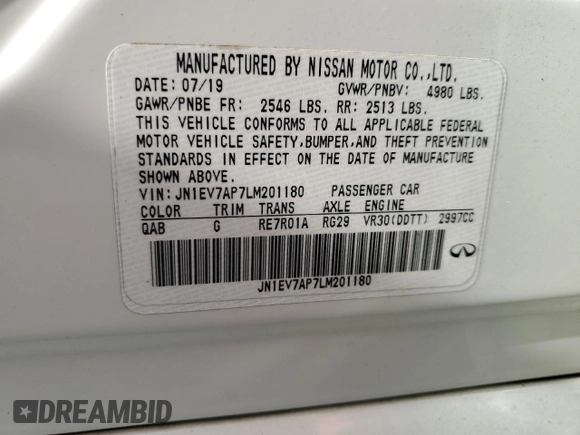 MANUFACTURED BY NISSAN MOTOR CO.,LTD.
DATE: 07/19 GVWR/PNBV: 4980 LBS.
GAWR/PNBE FR: 2546 LBS. RR: 2513 LBS.
THIS VEHICLE CONFORMS TO ALL APPLICABLE FEDERAL
MOTOR VEHICLE SAFETY,BUMPER,AND THEFT PREVENTION
STANDARDS IN EFFECT ON THE DATE OF MANUFACTURE
SHOWN ABOVE.
VIN: JN1EV7AP7LM201180 PASSENGER CAR
COLOR TRIM TRANS AXLE ENGINE
QAB G RE7R01A RG29 VR30(DDTT) 2997CC
JN1EV7AP7LM201180
DREAMBID